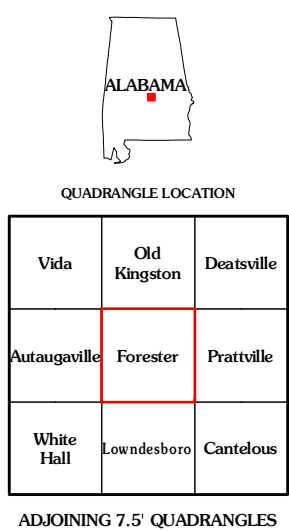 ALABAMA
QUADRANGLE LOCATION
Vida
Old
Kingston
Deatsville
Autaugaville
Forester
Prattville
White
Hall
Lowndesboro
Cantelous
ADJOINING 7.5' QUADRANGLES